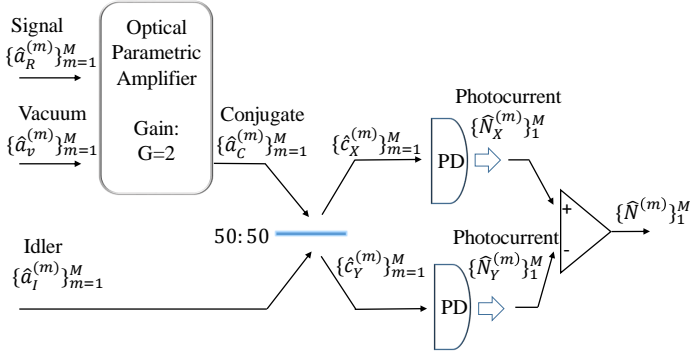 Signal
{â_R^(m)}_{m=1}^M
Vacuum
{â_v^(m)}_{m=1}^M
Optical
Parametric
Amplifier
Gain:
G=2
Conjugate
{â_C^(m)}_{m=1}^M
50:50
Idler
{â_I^(m)}_{m=1}^M
{ĉ_X^(m)}_{m=1}^M
{ĉ_Y^(m)}_{m=1}^M
PD
Photocurrent
{N̂_X^(m)}_1^M
PD
Photocurrent
{N̂_Y^(m)}_1^M
+
-
{N̂^(m)}_1^M